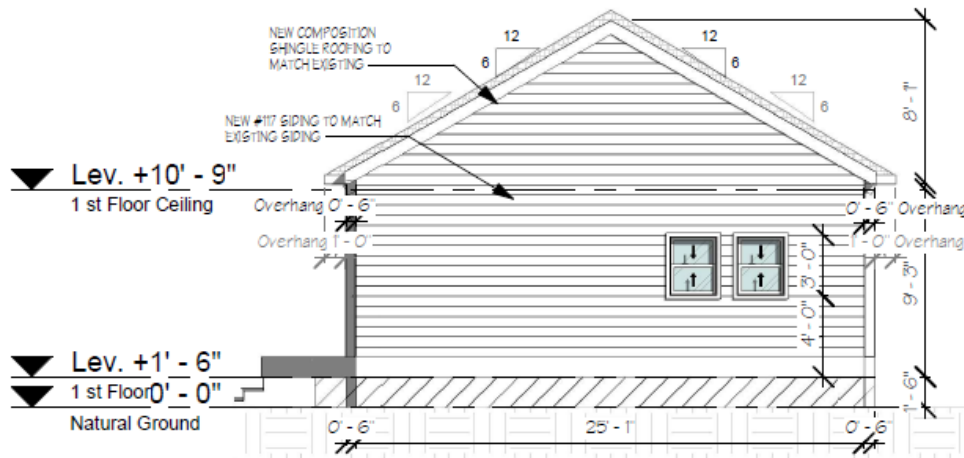 NEW COMPOSITION
SHINGLE ROOFING TO
MATCH EXISTING
12
6
12
6
12
6
12
6
8' - 1"
NEW #117 SIDING TO MATCH
EXISTING SIDING
Lev. +10' - 9"
1 st Floor Ceiling
Overhang 0' - 6"
0' - 6" Overhang
Overhang 1' - 0"
1' - 0" Overhang
3' - 0"
9' - 3"
4' - 0"
Lev. +1' - 6"
1 st Floor 0' - 0"
1' - 6"
Natural Ground
0' - 6"
25' - 1"
0' - 6"